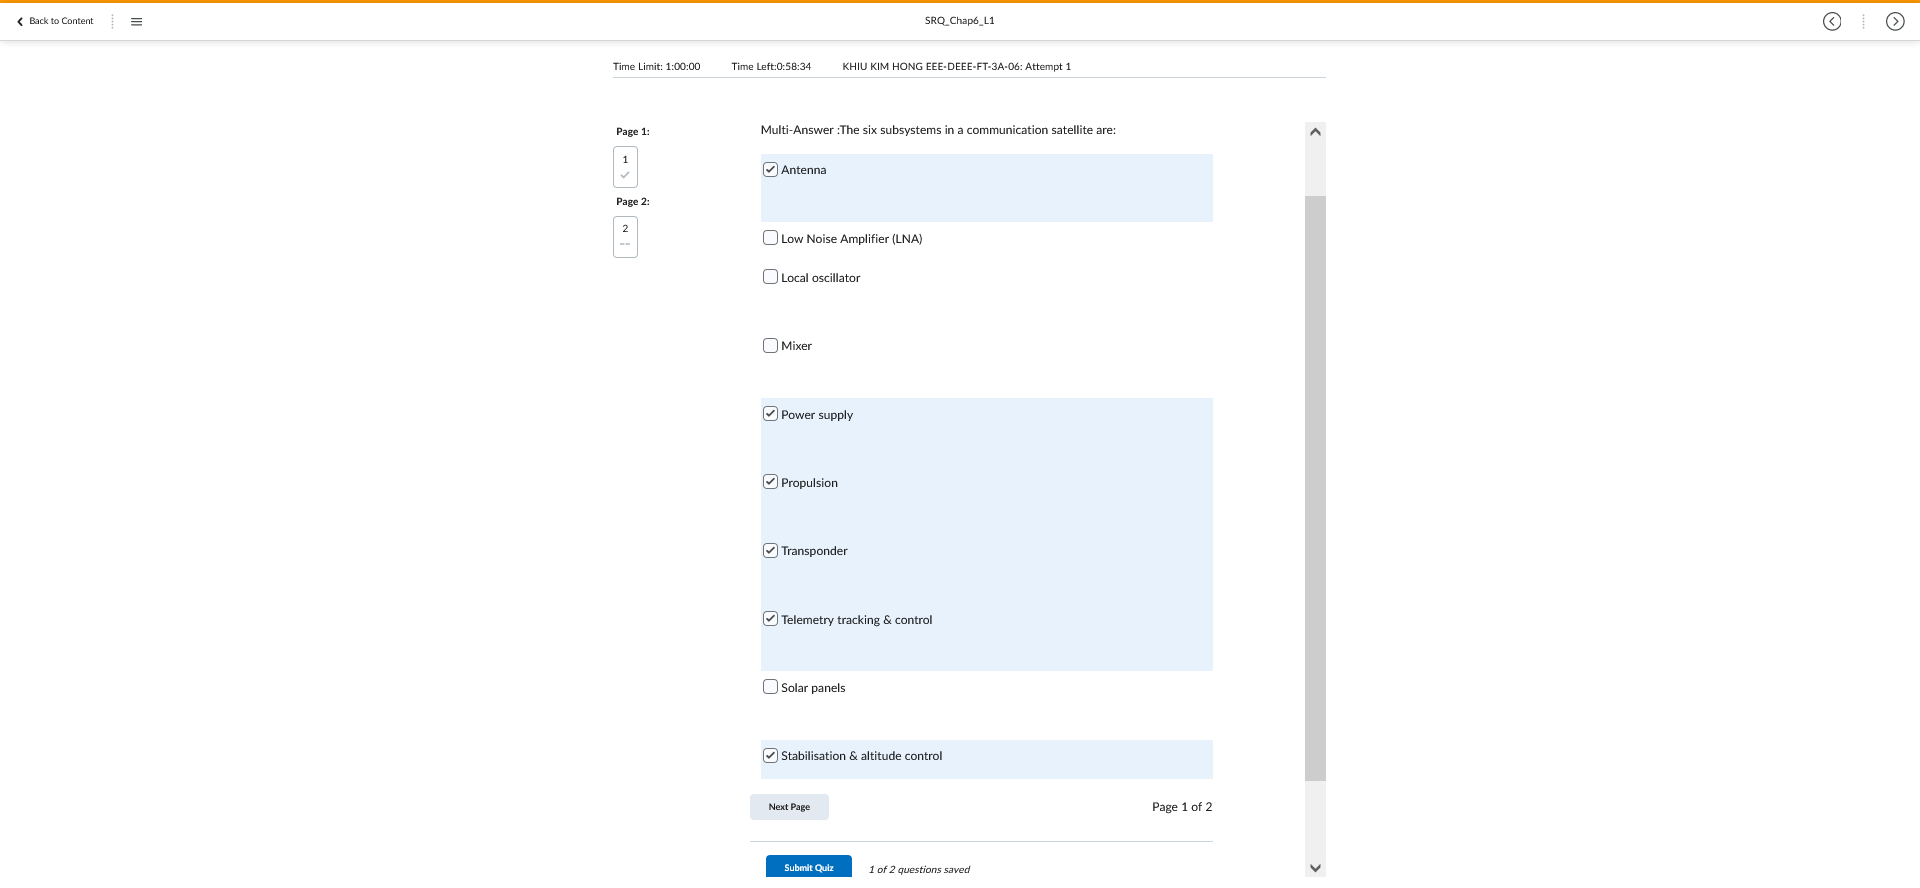 Back to Content
SRQ_Chap6_L1
Time Limit: 1:00:00 Time Left:0:58:34 KHIU KIM HONG EEE-DEEE-FT-3A-06: Attempt 1
Page 1:
1
Page 2:
2
--
Multi-Answer :The six subsystems in a communication satellite are:
Antenna
Low Noise Amplifier (LNA)
Local oscillator
Mixer
Power supply
Propulsion
Transponder
Telemetry tracking & control
Solar panels
Stabilisation & altitude control
Next Page Page 1 of 2
Submit Quiz 1 of 2 questions saved